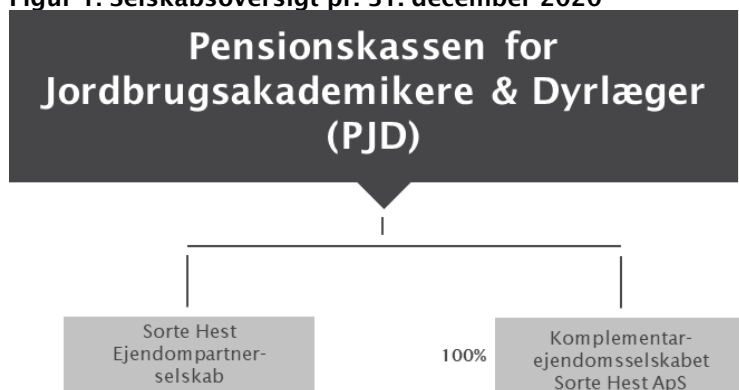 Figur 1. Selskabsoversigt pr. 31. december 2020
Pensionskassen for
Jordbrugsakademikere & Dyrlæger
(PJD)
Sorte Hest
Ejendompartner-
selskab
100%
Komplementar-
ejendomsselskabet
Sorte Hest ApS